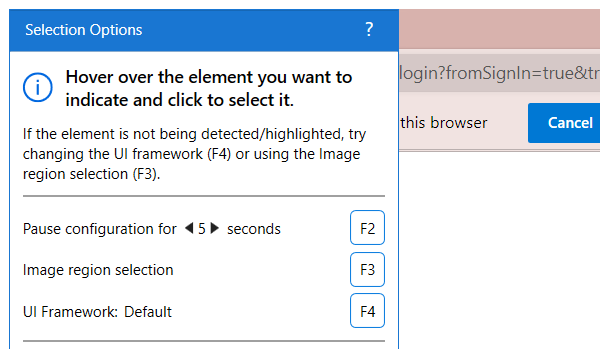 Selection Options ?
Hover over the element you want to
indicate and click to select it.
If the element is not being detected/highlighted, try
changing the UI framework (F4) or using the Image
region selection (F3).
Pause configuration for 5 seconds F2
Image region selection F3
UI Framework: Default F4
login?fromSignIn=true&tr
this browser
Cancel